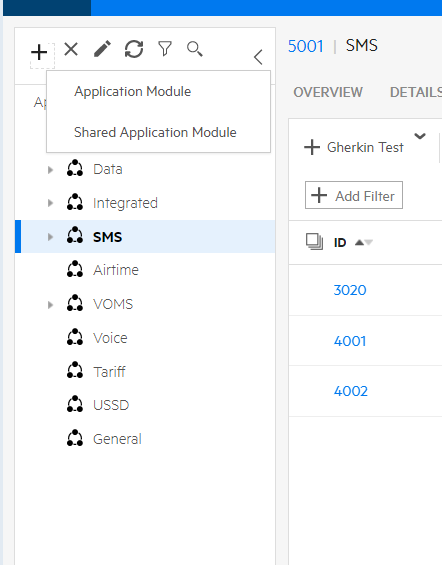 5001 | SMS
OVERVIEW DETAILS
Application Module
Shared Application Module
Data
Integrated
SMS
Airtime
VOMS
Voice
Tariff
USSD
General
Gherkin Test
Add Filter
ID
3020
4001
4002